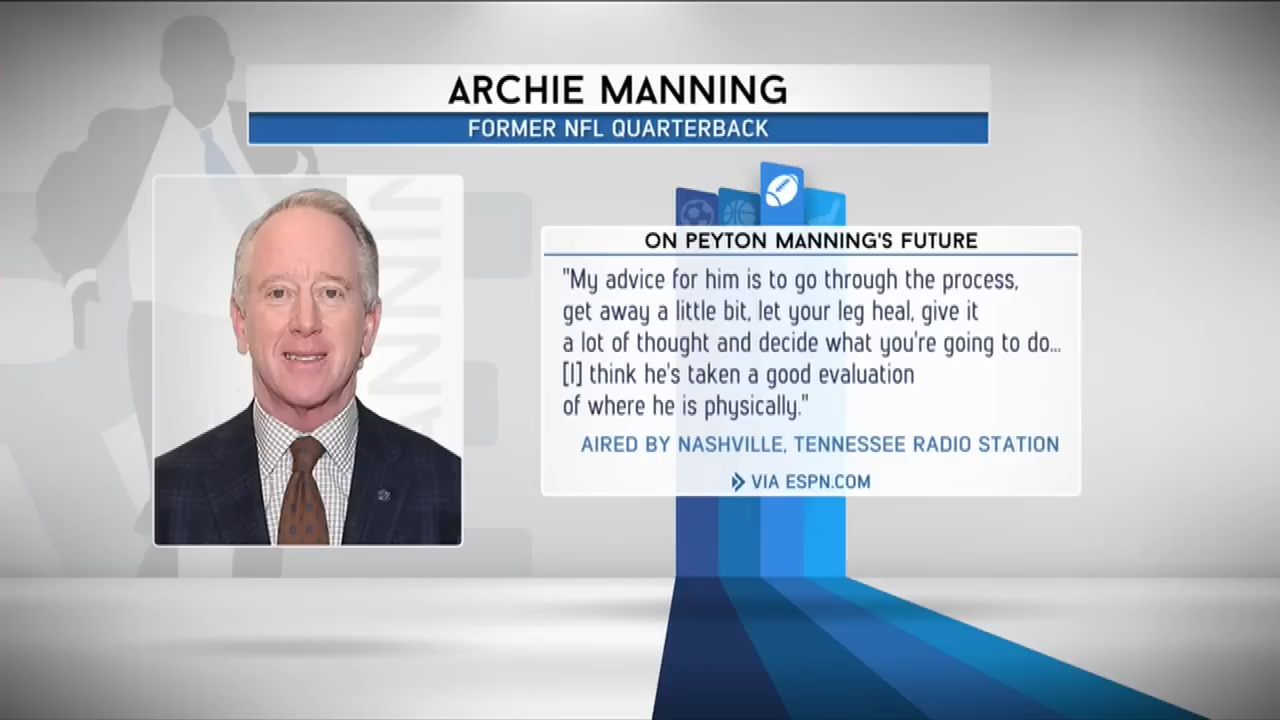 ARCHIE MANNING
FORMER NFL QUARTERBACK
ANNIN
ON PEYTON MANNING'S FUTURE
"My advice for him is to go through the process,
get away a little bit, let your leg heal, give it
a lot of thought and decide what you're going to do...
[I] think he's taken a good evaluation
of where he is physically."
AIRED BY NASHVILLE, TENNESSEE RADIO STATION
VIA ESPN.COM